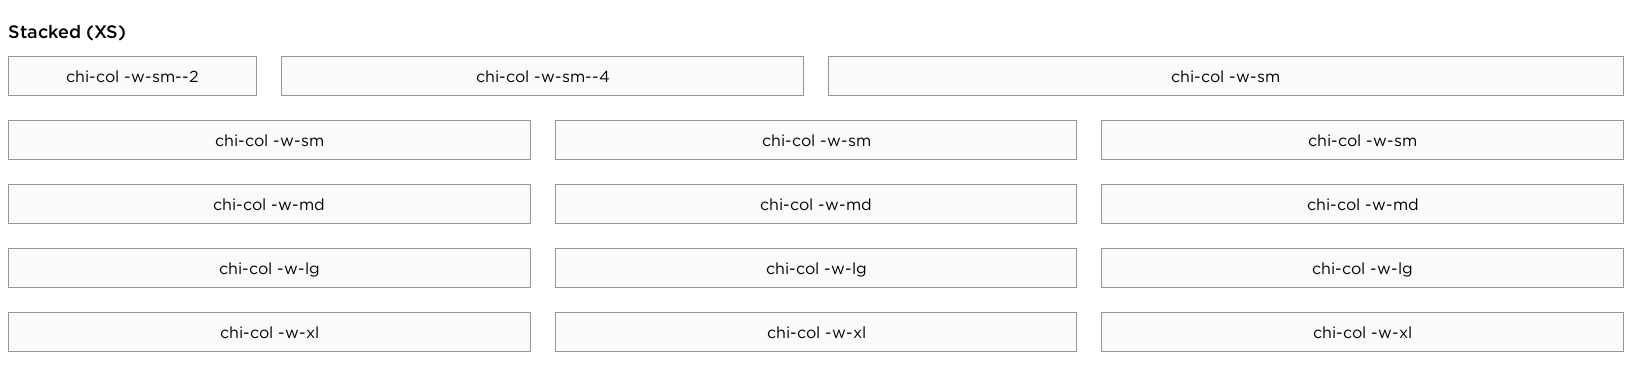 Stacked (XS)
chi-col -w-sm--2 chi-col -w-sm--4 chi-col -w-sm
chi-col -w-sm chi-col -w-sm chi-col -w-sm
chi-col -w-md chi-col -w-md chi-col -w-md
chi-col -w-lg chi-col -w-lg chi-col -w-lg
chi-col -w-xl chi-col -w-xl chi-col -w-xl